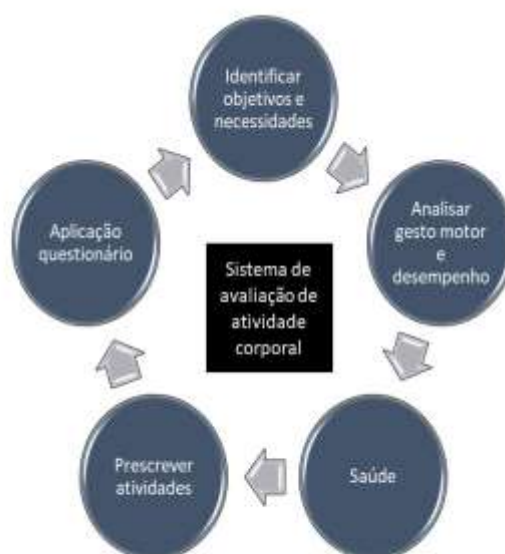 Identificar
objetivos e
necessidades
Analisar
gesto motor
e
desempenho
Saúde
Prescrever
atividades
Aplicação
questionário
Sistema de
avaliação de
atividade
corporal